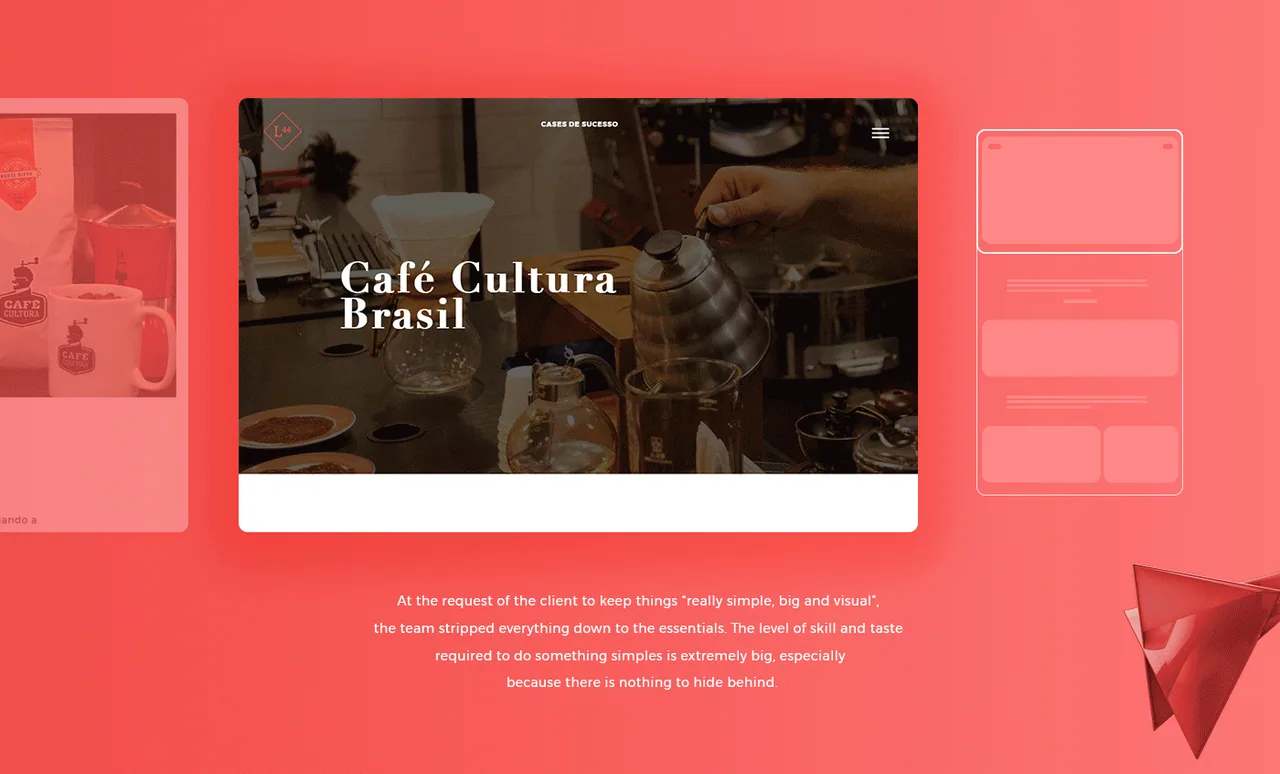 L44
CASES DE SUCESSO
Café Cultura
Brasil
CAFÉ
CULTURA
CAFÉ
ando a
At the request of the client to keep things “really simple, big and visual”,
the team stripped everything down to the essentials. The level of skill and taste
required to do something simples is extremely big, especially
because there is nothing to hide behind.